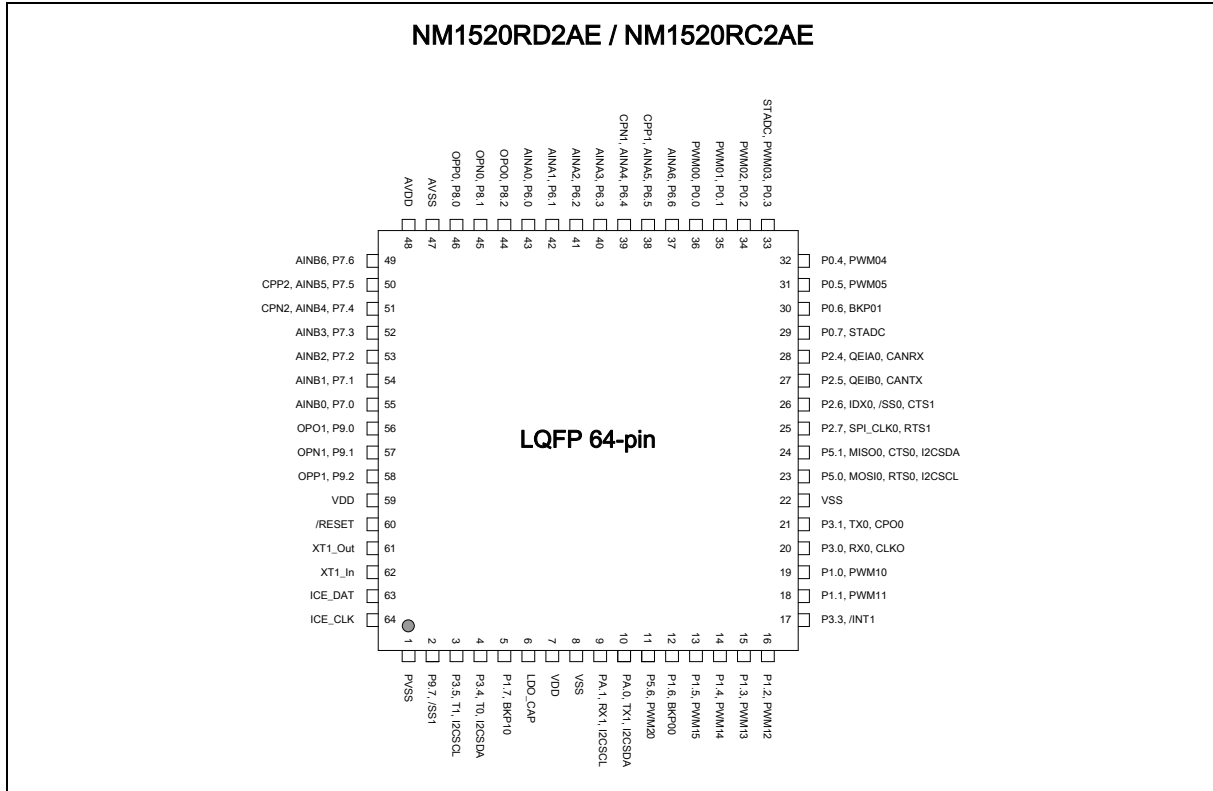 NM1520RD2AE / NM1520RC2AE
AVDD
AVSS
OPP0, P8.0
OPN0, P8.1
OPO0, P8.2
AINA0, P6.0
AINA1, P6.1
AINA2, P6.2
AINA3, P6.3
CPN1, AINA4, P6.4
CPP1, AINA5, P6.5
AINA6, P6.6
PWM00, P0.0
PWM01, P0.1
PWM02, P0.2
STADC, PWM03, P0.3
48
47
46
45
44
43
42
41
40
39
38
37
36
35
34
33
AINB6, P7.6 49
CPP2, AINB5, P7.5 50
CPN2, AINB4, P7.4 51
AINB3, P7.3 52
AINB2, P7.2 53
AINB1, P7.1 54
AINB0, P7.0 55
OPO1, P9.0 56
OPN1, P9.1 57
OPP1, P9.2 58
VDD 59
/RESET 60
XT1_Out 61
XT1_In 62
ICE_DAT 63
ICE_CLK 64
LQFP 64-pin
32 P0.4, PWM04
31 P0.5, PWM05
30 P0.6, BKP01
29 P0.7, STADC
28 P2.4, QEIA0, CANRX
27 P2.5, QEIB0, CANTX
26 P2.6, IDX0, /SS0, CTS1
25 P2.7, SPI_CLK0, RTS1
24 P5.1, MISO0, CTS0, I2CSDA
23 P5.0, MOSI0, RTS0, I2CSCL
22 VSS
21 P3.1, TX0, CPO0
20 P3.0, RX0, CLKO
19 P1.0, PWM10
18 P1.1, PWM11
17 P3.3, /INT1
1
2
3
4
5
6
7
8
9
10
11
12
13
14
15
16
PVSS
P9.7, /SS1
P3.5, T1, I2CSCL
P3.4, T0, I2CSDA
P1.7, BKP10
LDO_CAP
VDD
VSS
PA.1, RX1, I2CSCL
PA.0, TX1, I2CSDA
P5.6, PWM20
P1.6, BKP00
P1.5, PWM15
P1.4, PWM14
P1.3, PWM13
P1.2, PWM12